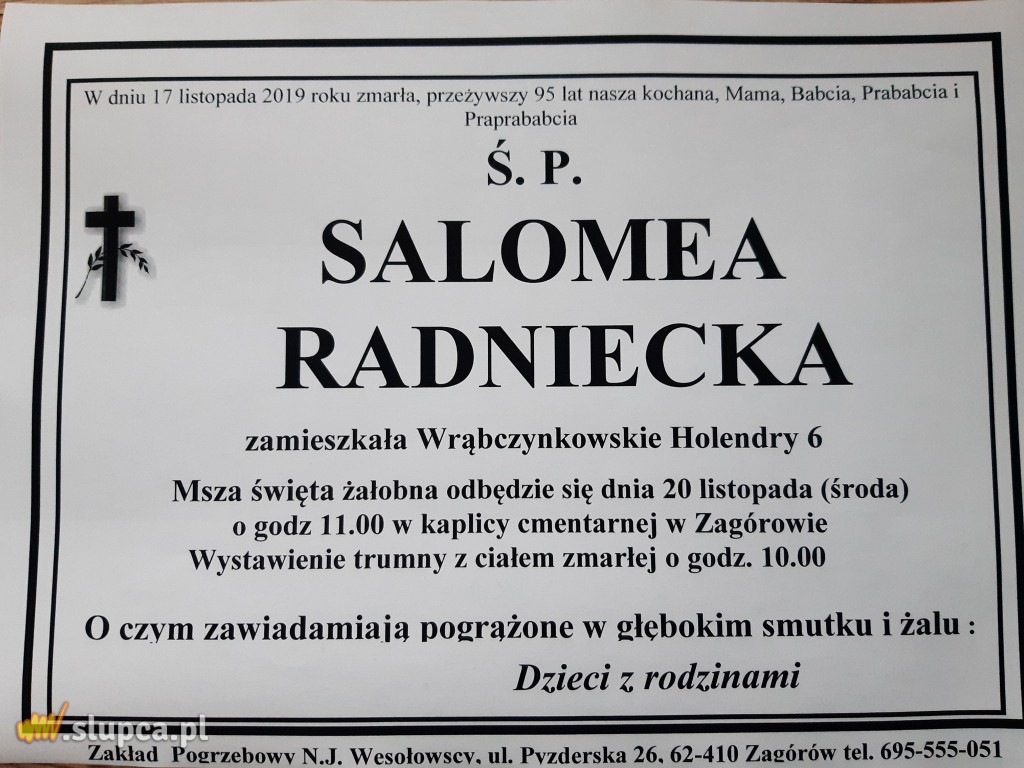 W dniu 17 listopada 2019 roku zmarła, przeżywszy 95 lat nasza kochana, Mama, Babcia, Prababcia i
Praprababcia
Ś. P.
SALOMEA
RADNIECKA
zamieszkała Wrąbczynkowskie Holendry 6
Msza święta żałobna odbędzie się dnia 20 listopada (środa)
o godz 11.00 w kaplicy cmentarnej w Zagórowie
Wystawienie trumny z ciałem zmarłej o godz. 10.00
O czym zawiadamiają pogrążone w głębokim smutku i żalu :
Dzieci z rodzinami
.slupca.pl
Zakład Pogrzebowy N.J. Wesołowscy, ul. Pyzderska 26, 62-410 Zagórów tel. 695-555-051